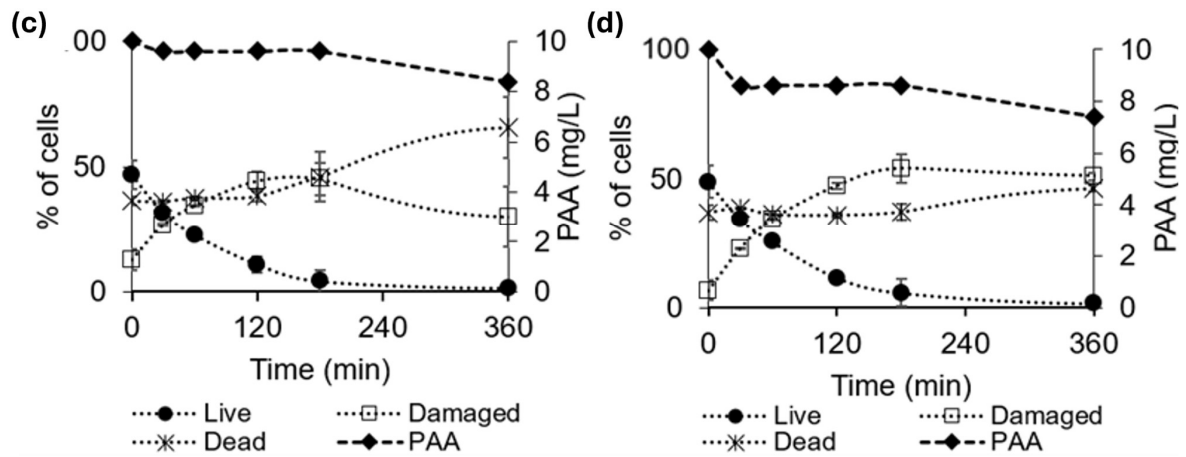 (c)
00
50
0
% of cells
10
8
6
4
2
0
PAA (mg/L)
0 120 240 360
Time (min)
Live Damaged
Dead PAA
(d)
100
50
0
% of cells
10
8
6
4
2
0
PAA (mg/L)
0 120 240 360
Time (min)
Live Damaged
Dead PAA